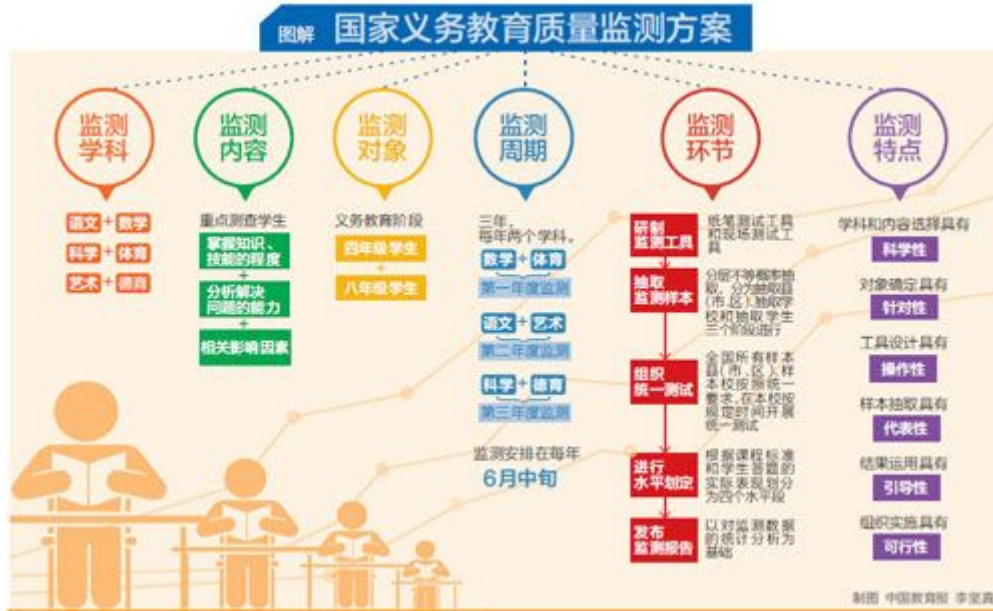 图解 国家义务教育质量监测方案
监测
学科
语文+数学
科学+体育
艺术+德育
监测
内容
重点测查学生
掌握知识、
技能的程度
+
分析解决
问题的能力
+
相关影响因素
监测
对象
义务教育阶段
四年级学生
+
八年级学生
监测
周期
三年,
每年两个学科。
数学+体育
第一年度监测
语文+艺术
第二年度监测
科学+德育
第三年度监测
监测安排在每年
6月中旬
监测
环节
研制
监测工具
纸笔测试工具
和现场测试工
具
抽取
监测样本
分层不等概率抽
取,分为抽取县
(市、区)、抽取学
校和抽取学生
三个阶段进行
组织
统一测试
全国所有样本
县(市、区)、样
本校按照统一
要求,在本校按
规定时间开展
统一测试
进行
水平划定
根据课程标准
和学生答题的
实际表现划分
为四个水平段
发布
监测报告
以对监测数据
的统计分析为
基础
监测
特点
学科和内容选择具有
科学性
对象确定具有
针对性
工具设计具有
操作性
样本抽取具有
代表性
结果运用具有
引导性
组织实施具有
可行性
制图 中国教育报 李坚真